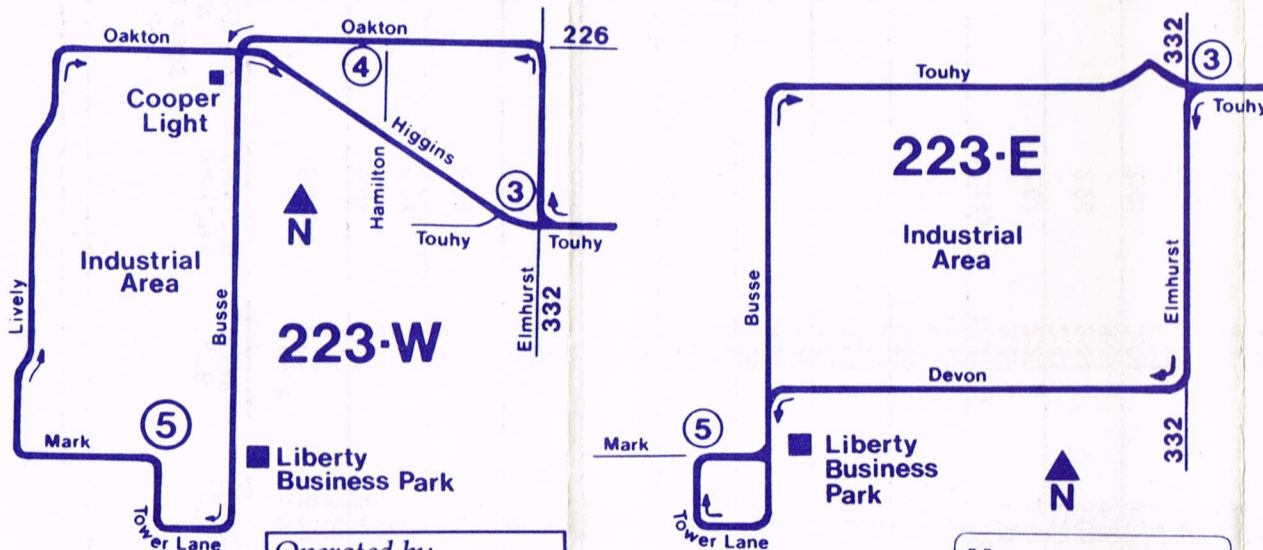 Oakton
Oakton
226
4
Cooper
Light
Higgins
Hamilton
3
N
Touhy
Touhy
Industrial
Area
Lively
Busse
Elmhurst
332
223-W
5
Mark
Liberty
Business Park
Tower Lane
Operated by
332
3
Touhy
Touhy
223-E
Industrial
Area
Busse
Elmhurst
Devon
5
Mark
Liberty
Business
Park
332
N
Tower Lane